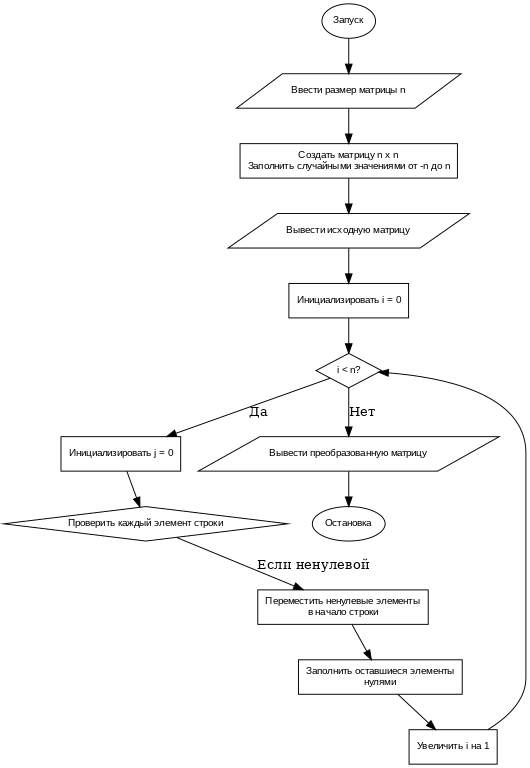 Запуск
Ввести размер матрицы n
Создать матрицу n x n
Заполнить случайными значениями от -n до n
Вывести исходную матрицу
Инициализировать i = 0
i < n?
Да
Нет
Инициализировать j = 0
Вывести преобразованную матрицу
Проверить каждый элемент строки
Остановка
Если ненулевой
Переместить ненулевые элементы
в начало строки
Заполнить оставшиеся элементы
нулями
Увеличить i на 1